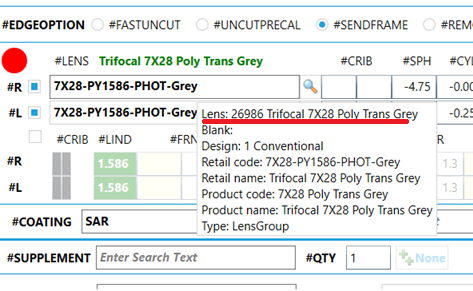 #EDGEOPTION #FASTUNCUT #UNCUTPRECAL #SENDFRAME #REMO
#LENS Trifocal 7X28 Poly Trans Grey #CRIB #SPH #CYL
#R 7X28-PY1586-PHOT-Grey -4.75 -0.00
#L 7X28-PY1586-PHOT-Grey -0.25
Lens: 26986 Trifocal 7X28 Poly Trans Grey
Blank:
#CRIB #LIND #FRN
Design: 1 Conventional
#R 1.586 1.3
Retail code: 7X28-PY1586-PHOT-Grey
Retail name: Trifocal 7X28 Poly Trans Grey
#L 1.586
Product code: 7X28 Poly Trans Grey
Product name: Trifocal 7X28 Poly Trans Grey
#COATING SAR
Type: LensGroup
#SUPPLEMENT Enter Search Text #QTY 1 None